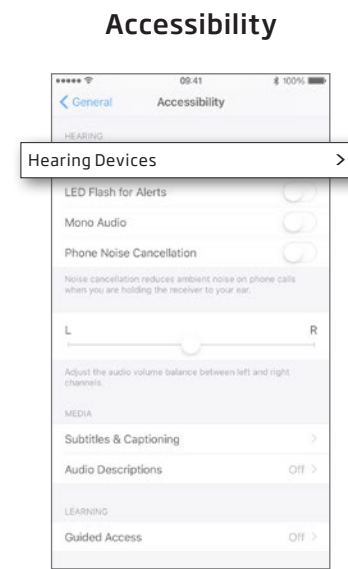 Accessibility
09:41
100%
General
Accessibility
HEARING
Hearing Devices
LED Flash for Alerts
Mono Audio
Phone Noise Cancellation
Noise cancellation reduces ambient noise on phone calls
when you are holding the receiver to your ear.
L
R
Adjust the audio volume balance between left and right
channels.
MEDIA
Subtitles & Captioning
Audio Descriptions
Off
LEARNING
Guided Access
Off